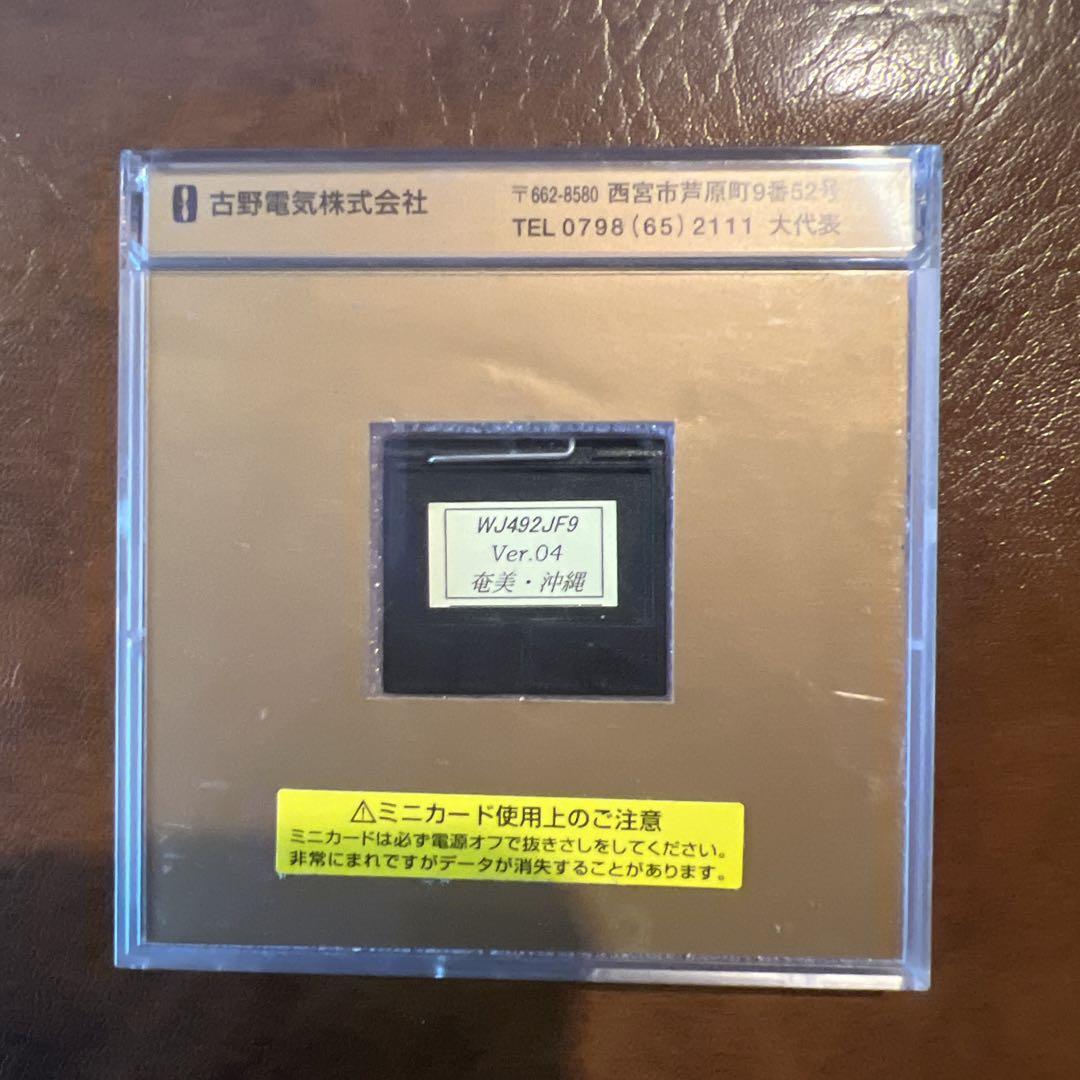 古野電気株式会社
〒662-8580 西宮市芦原町9番52号
TEL 0798(65)2111 大代表
WJ492JF9
Ver.04
奄美・沖縄
⚠ミニカード使用上のご注意
ミニカードは必ず電源オフで抜きさしをしてください。
非常にまれですがデータが消失することがあります。